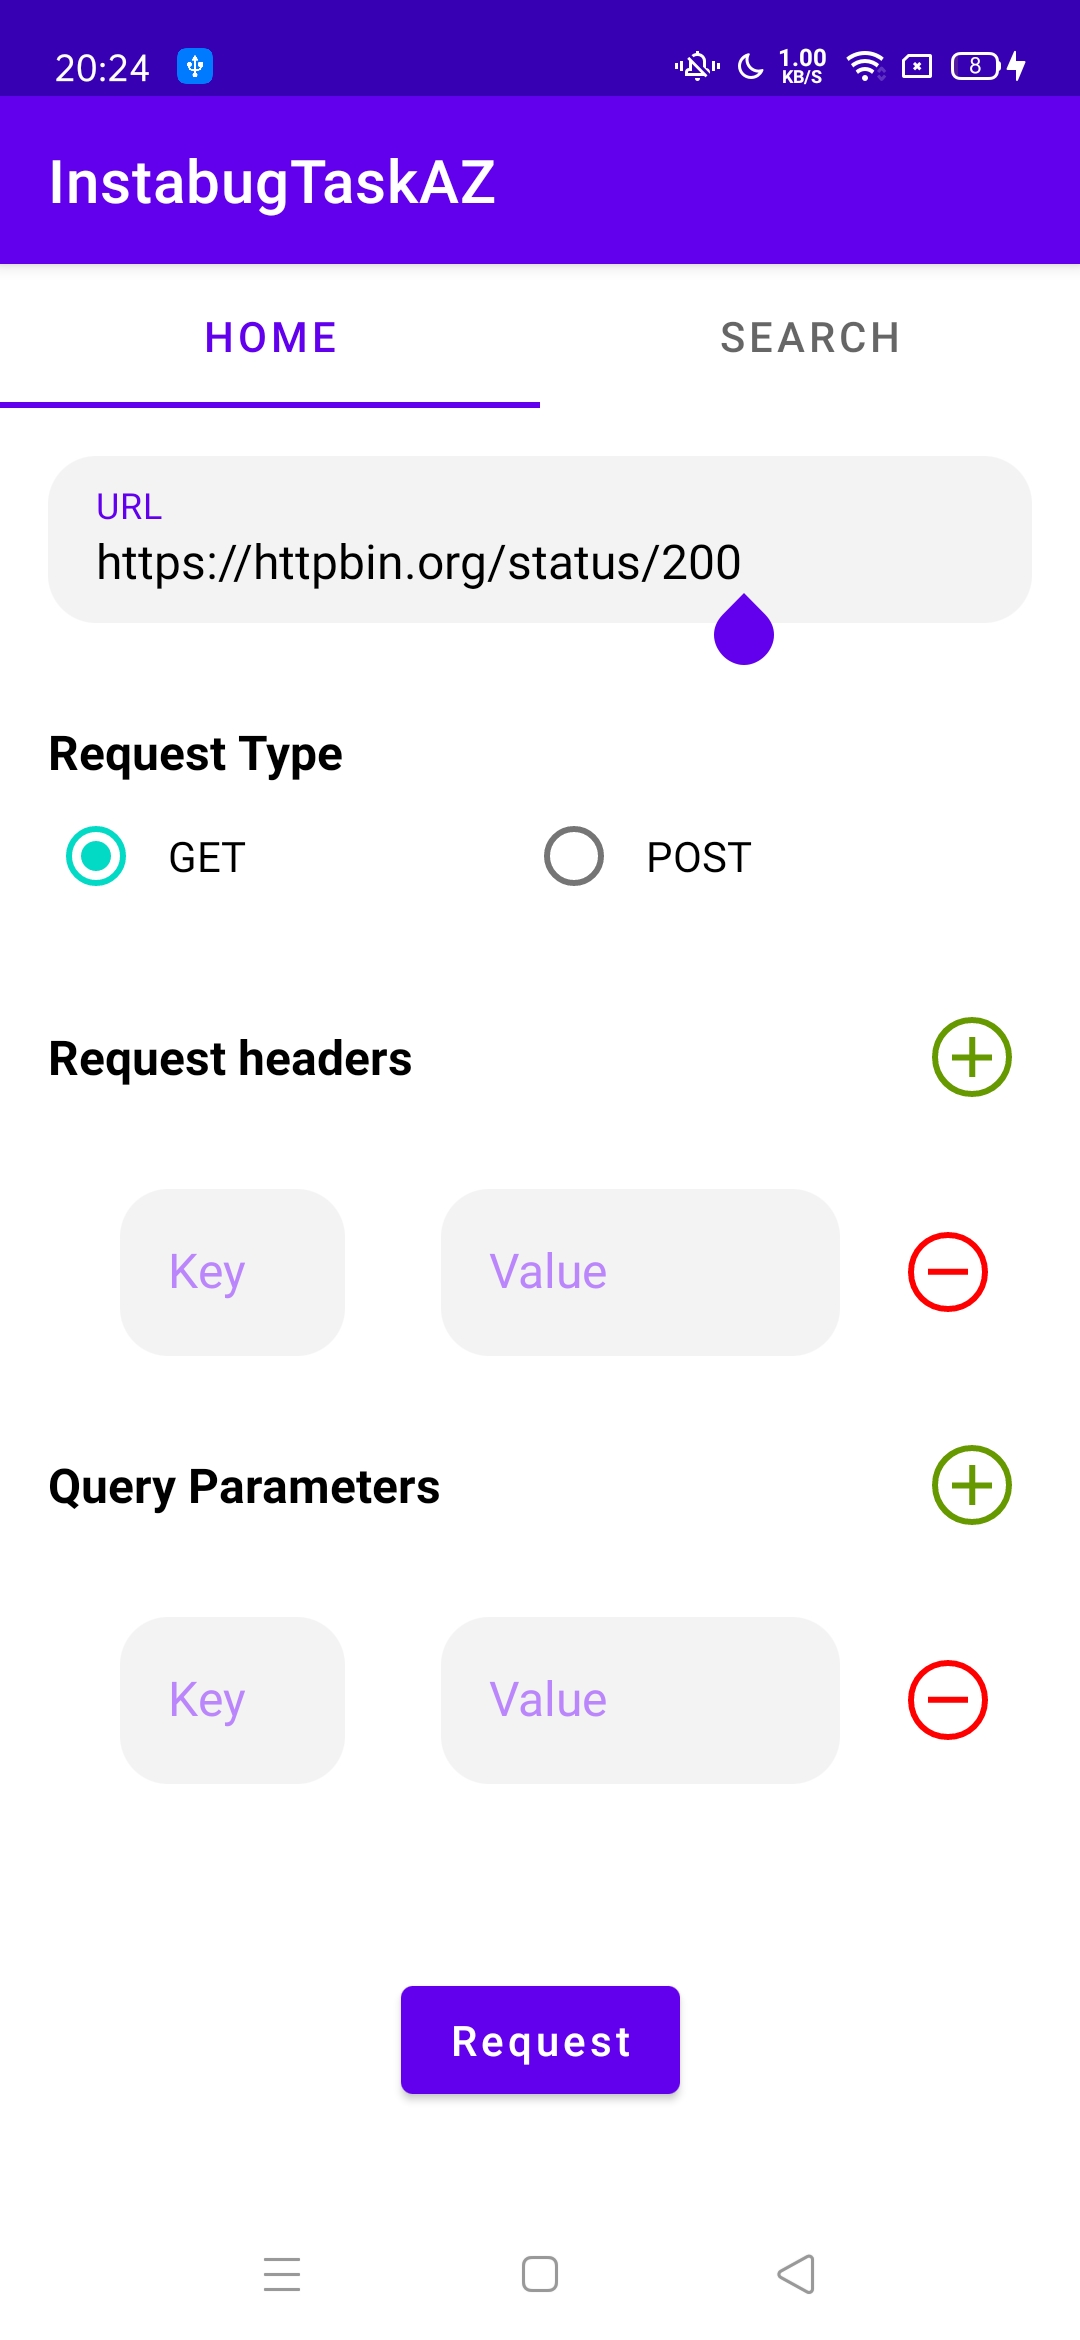 20:24 1.00 KB/S 8
InstabugTaskAZ
HOME SEARCH
URL
https://httpbin.org/status/200
Request Type
GET POST
Request headers
Key Value
Query Parameters
Key Value
Request